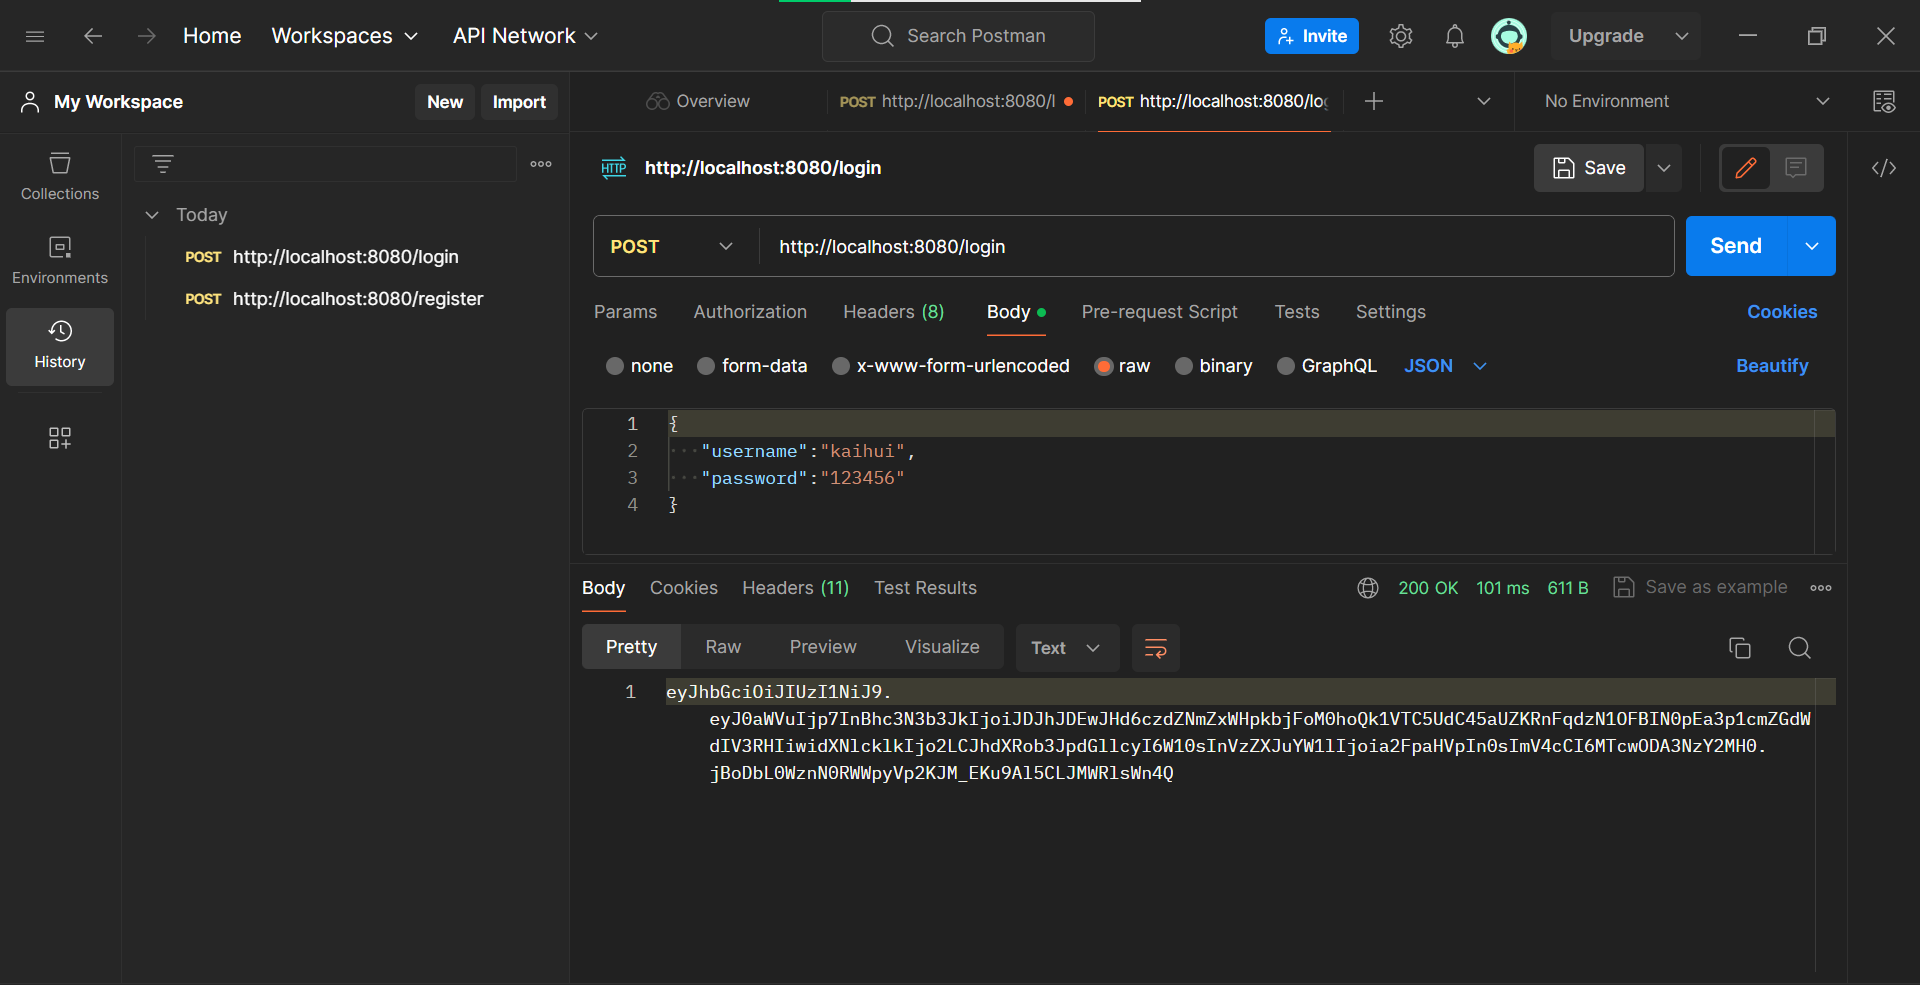 Home
Workspaces
API Network
Search Postman
Invite
Upgrade
My Workspace
New
Import
Overview
POST http://localhost:8080/l
POST http://localhost:8080/log
No Environment
Collections
Environments
History
Today
POST http://localhost:8080/login
POST http://localhost:8080/register
HTTP
http://localhost:8080/login
Save
POST
http://localhost:8080/login
Send
Params
Authorization
Headers (8)
Body
Pre-request Script
Tests
Settings
Cookies
none
form-data
x-www-form-urlencoded
raw
binary
GraphQL
JSON
Beautify
1 {
2 "username":"kaihui",
3 "password":"123456"
4 }
Body
Cookies
Headers (11)
Test Results
200 OK
101 ms
611 B
Save as example
Pretty
Raw
Preview
Visualize
Text
1 eyJhbGciOiJIUzI1NiJ9.
eyJ0aWVuIjp7InBhc3N3b3JkIjoiJDJhJDEwJHd6czdZNmZxWHpkbjFoM0hoQk1VTC5UdC45aUZKRnFqdzN1OFBIN0pEa3p1cmZGdW
dIV3RHIiwidXNlcklkIjo2LCJhdXRob3JpdGllcyI6W10sInVzZXJuYW1lIjoia2FpaHVpIn0sImV4cCI6MTcwODA3NzY2MH0.
jBoDbL0WznN0RWWpyVp2KJM_EKu9Al5CLJMWRlsWn4Q